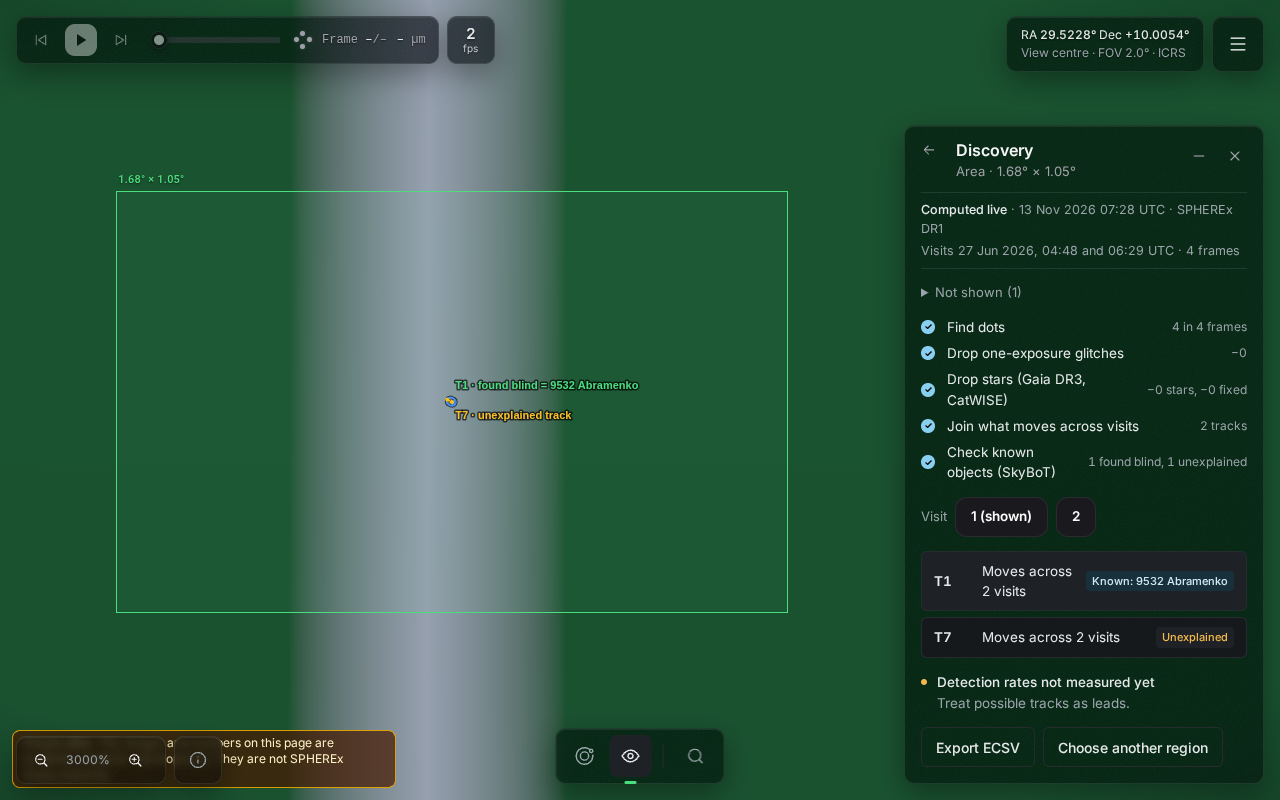 Frame –/– – µm
2
fps
RA 29.5228° Dec +10.0054°
View centre · FOV 2.0° · ICRS
1.68° × 1.05°
T1 · found blind = 9532 Abramenko
T7 · unexplained track
Discovery
Area · 1.68° × 1.05°
Computed live · 13 Nov 2026 07:28 UTC · SPHEREx
DR1
Visits 27 Jun 2026, 04:48 and 06:29 UTC · 4 frames
Not shown (1)
Find dots 4 in 4 frames
Drop one-exposure glitches −0
Drop stars (Gaia DR3,
CatWISE) −0 stars, −0 fixed
Join what moves across visits 2 tracks
Check known
objects (SkyBoT) 1 found blind, 1 unexplained
Visit 1 (shown) 2
T1 Moves across
2 visits Known: 9532 Abramenko
T7 Moves across 2 visits Unexplained
Detection rates not measured yet
Treat possible tracks as leads.
Export ECSV Choose another region
on this page are
they are not SPHEREx
3000%